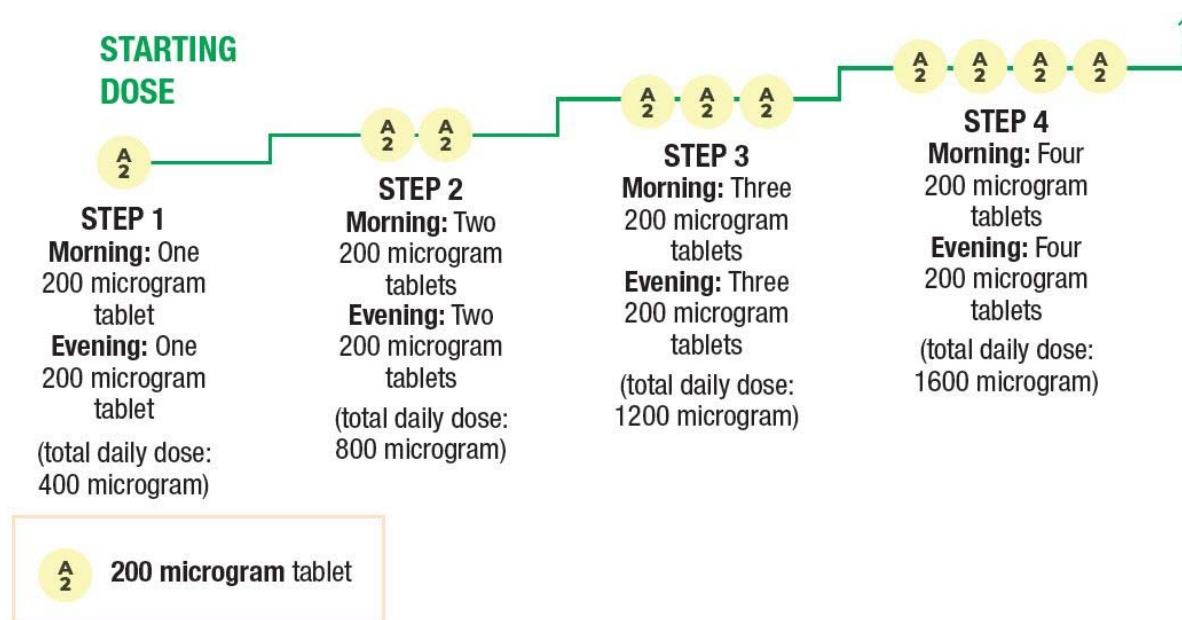 STARTING
DOSE
A
2
STEP 1
Morning: One
200 microgram
tablet
Evening: One
200 microgram
tablet
(total daily dose:
400 microgram)
A A
2 2
STEP 2
Morning: Two
200 microgram
tablets
Evening: Two
200 microgram
tablets
(total daily dose:
800 microgram)
A A A
2 2 2
STEP 3
Morning: Three
200 microgram
tablets
Evening: Three
200 microgram
tablets
(total daily dose:
1200 microgram)
A A A A
2 2 2 2
STEP 4
Morning: Four
200 microgram
tablets
Evening: Four
200 microgram
tablets
(total daily dose:
1600 microgram)
A
2
200 microgram tablet